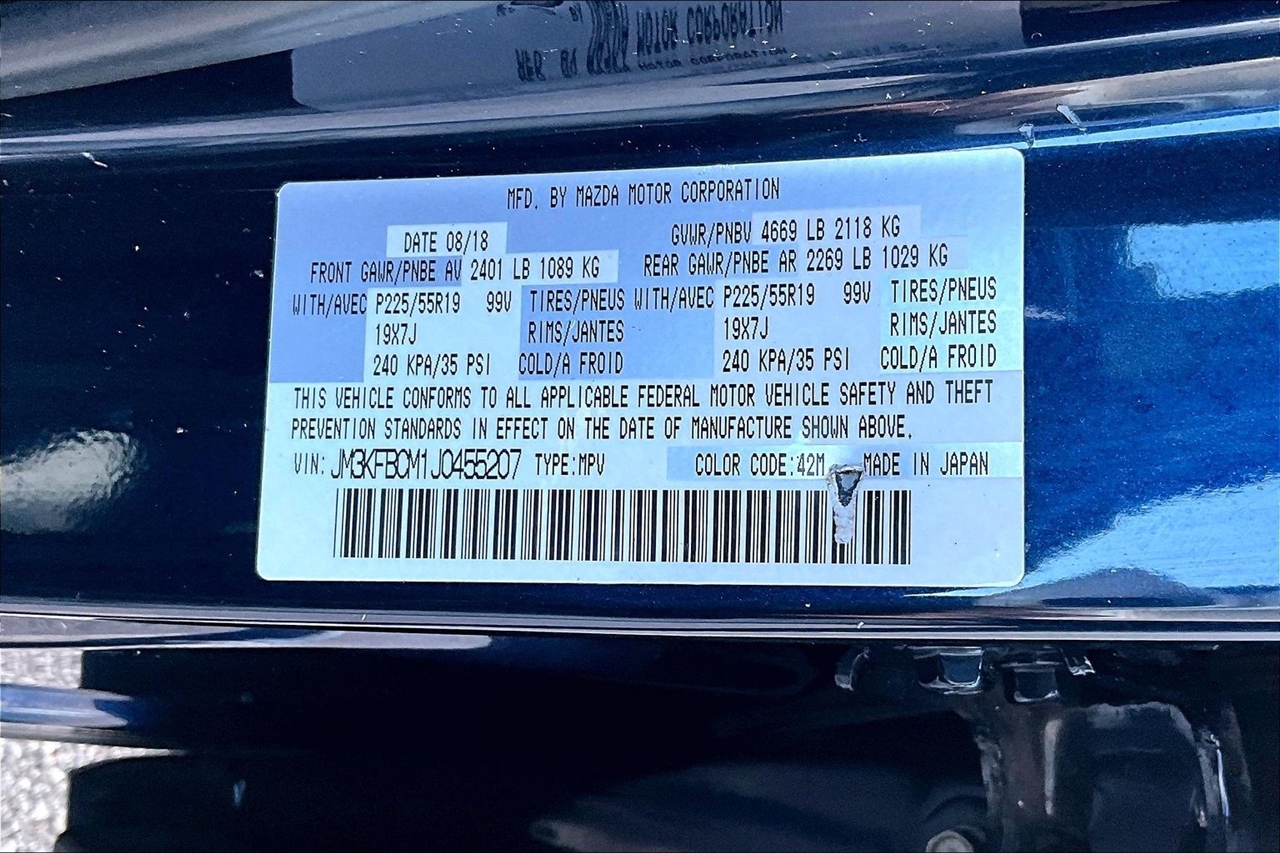 MFD. BY MAZDA MOTOR CORPORATION
DATE 08/18 GVWR/PNBV 4669 LB 2118 KG
FRONT GAWR/PNBE AV 2401 LB 1089 KG REAR GAWR/PNBE AR 2269 LB 1029 KG
WITH/AVEC P225/55R19 99V TIRES/PNEUS WITH/AVEC P225/55R19 99V TIRES/PNEUS
19X7J RIMS/JANTES 19X7J RIMS/JANTES
240 KPA/35 PSI COLD/A FROID 240 KPA/35 PSI COLD/A FROID
THIS VEHICLE CONFORMS TO ALL APPLICABLE FEDERAL MOTOR VEHICLE SAFETY AND THEFT
PREVENTION STANDARDS IN EFFECT ON THE DATE OF MANUFACTURE SHOWN ABOVE.
VIN: JM3KFBCM1J0455207 TYPE:MPV COLOR CODE:42M MADE IN JAPAN